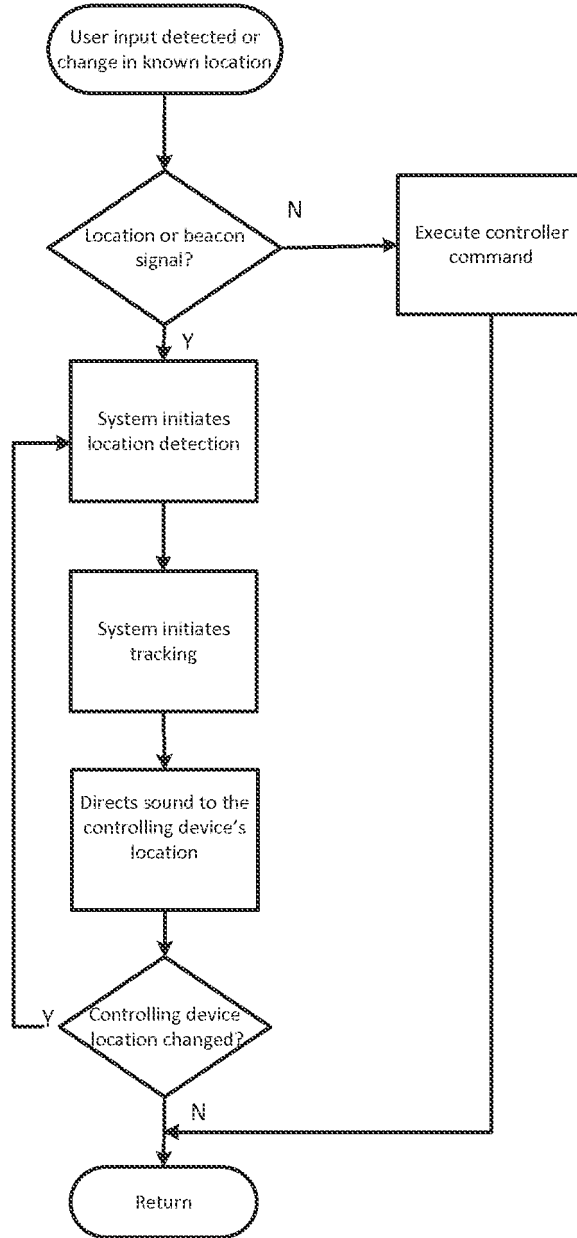 User input detected or
change in known location
Location or beacon
signal?
N
Execute controller
command
Y
System initiates
location detection
System initiates
tracking
Directs sound to the
controlling device's
location
Controlling device
location changed?
Y
N
Return